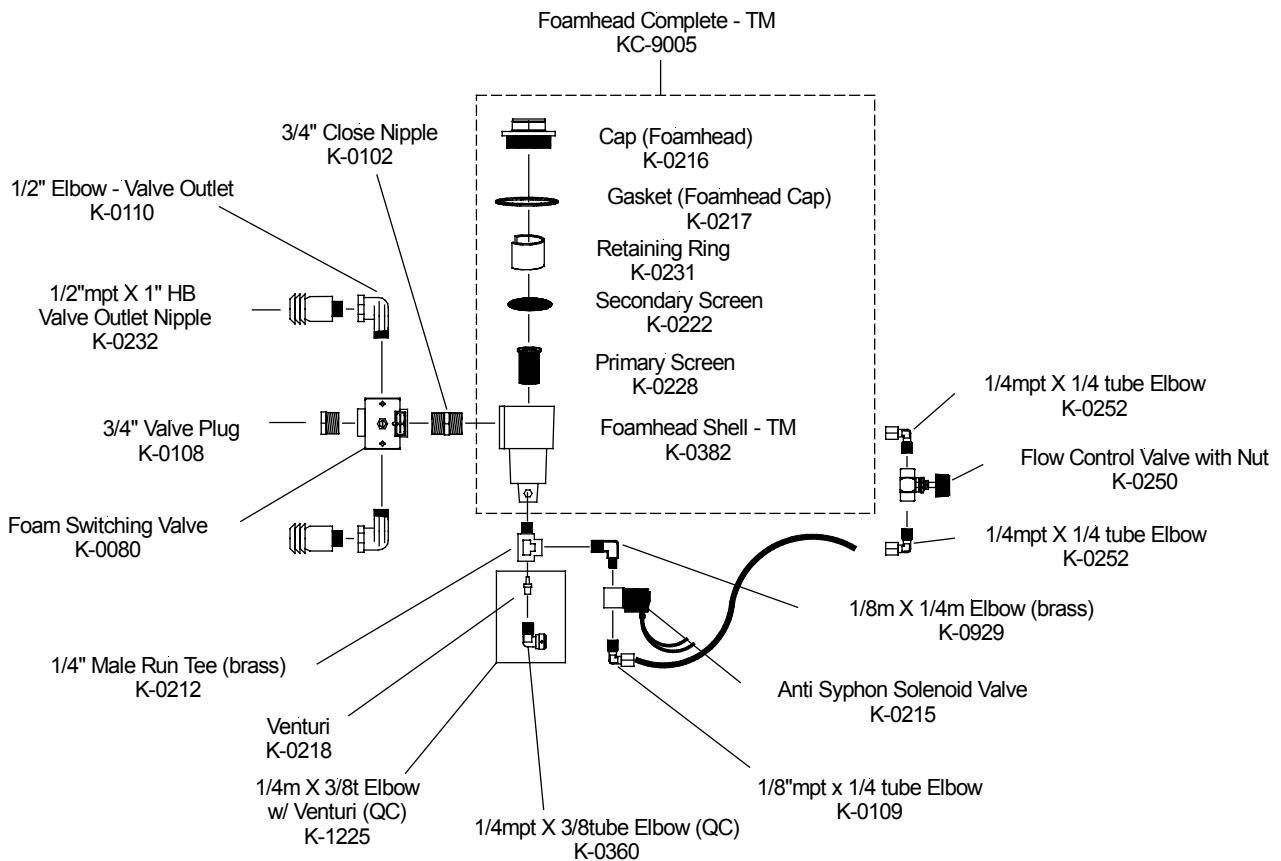 Foamhead Complete - TM
KC-9005
3/4" Close Nipple
K-0102
Cap (Foamhead)
K-0216
1/2" Elbow - Valve Outlet
K-0110
Gasket (Foamhead Cap)
K-0217
Retaining Ring
K-0231
1/2"mpt X 1" HB
Valve Outlet Nipple
K-0232
Secondary Screen
K-0222
Primary Screen
K-0228
1/4mpt X 1/4 tube Elbow
K-0252
3/4" Valve Plug
K-0108
Foamhead Shell - TM
K-0382
Flow Control Valve with Nut
K-0250
Foam Switching Valve
K-0080
1/4mpt X 1/4 tube Elbow
K-0252
1/8m X 1/4m Elbow (brass)
K-0929
1/4" Male Run Tee (brass)
K-0212
Anti Syphon Solenoid Valve
K-0215
Venturi
K-0218
1/4m X 3/8t Elbow
w/ Venturi (QC)
K-1225
1/8"mpt x 1/4 tube Elbow
K-0109
1/4mpt X 3/8tube Elbow (QC)
K-0360